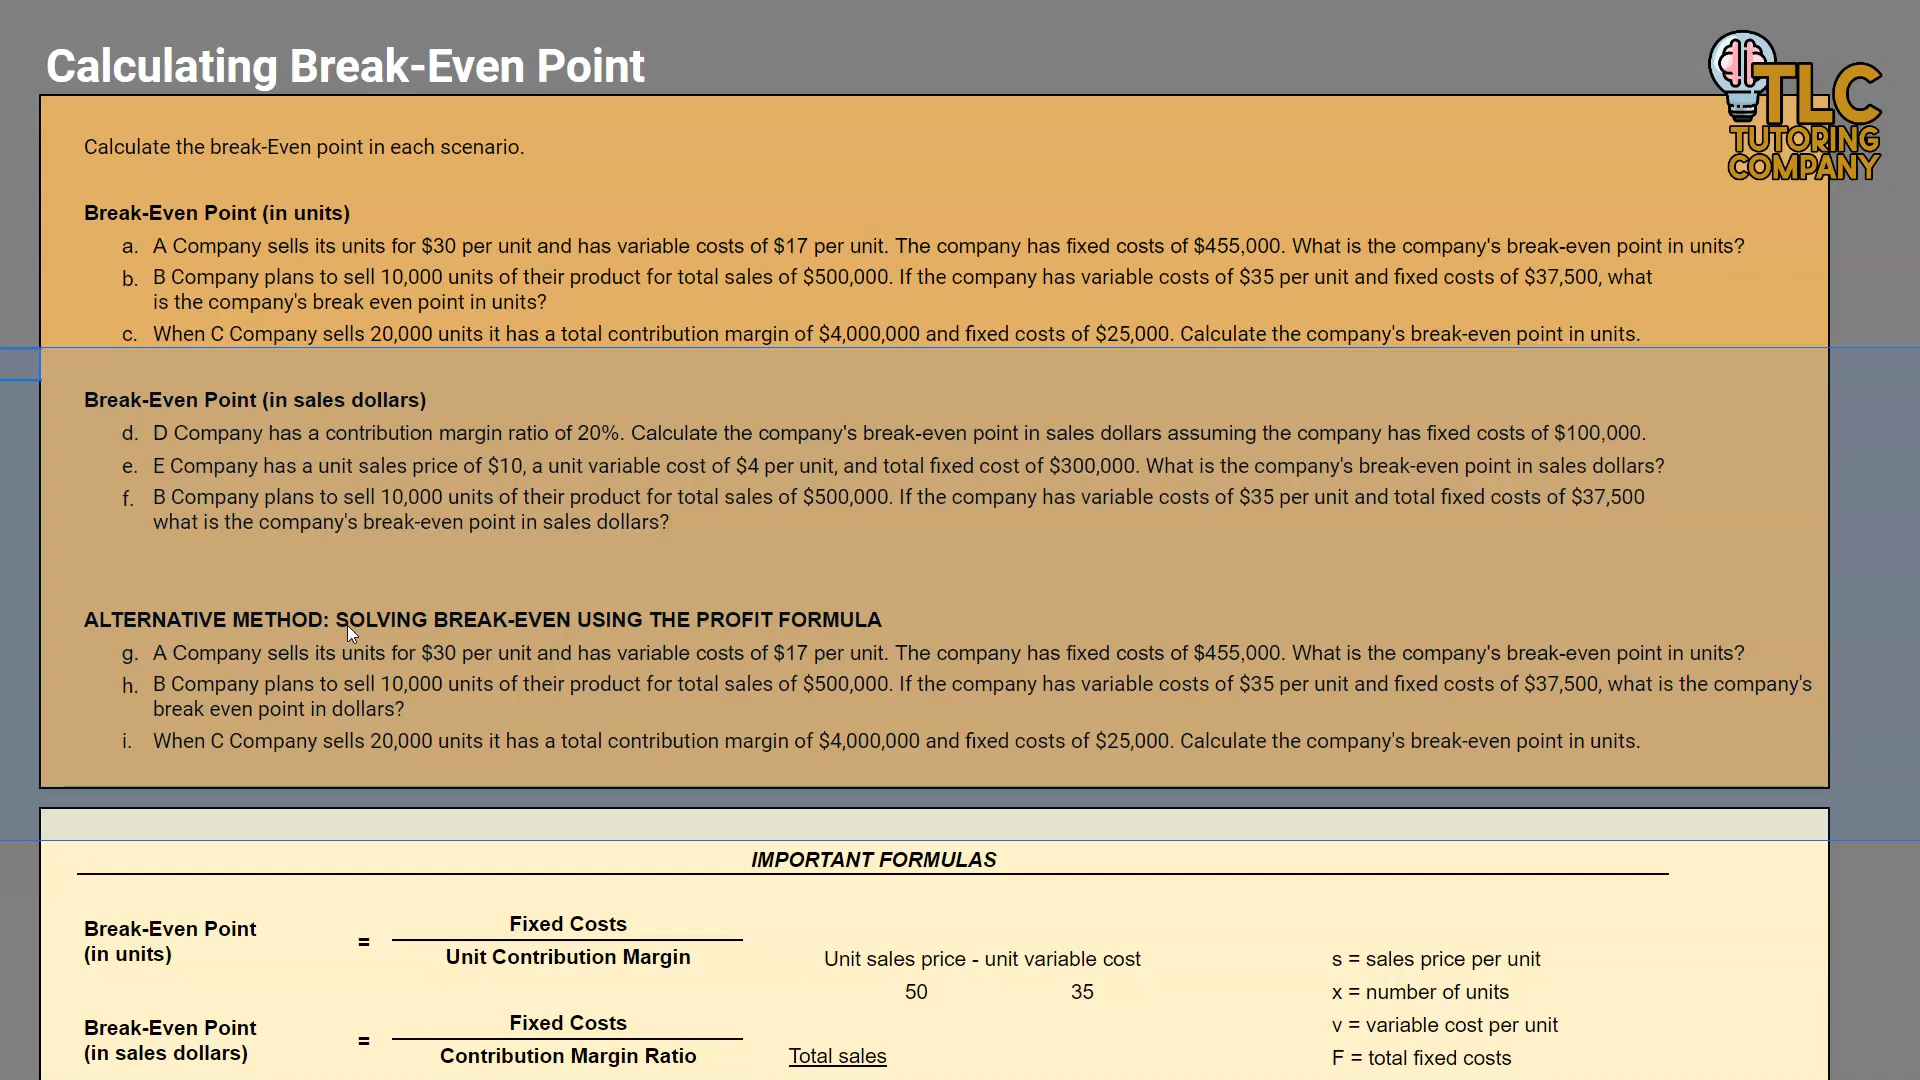 Calculating Break-Even Point
TLC
TUTORING
COMPANY
Calculate the break-Even point in each scenario.
Break-Even Point (in units)
a. A Company sells its units for $30 per unit and has variable costs of $17 per unit. The company has fixed costs of $455,000. What is the company's break-even point in units?
b. B Company plans to sell 10,000 units of their product for total sales of $500,000. If the company has variable costs of $35 per unit and fixed costs of $37,500, what
is the company's break even point in units?
c. When C Company sells 20,000 units it has a total contribution margin of $4,000,000 and fixed costs of $25,000. Calculate the company's break-even point in units.
Break-Even Point (in sales dollars)
d. D Company has a contribution margin ratio of 20%. Calculate the company's break-even point in sales dollars assuming the company has fixed costs of $100,000.
e. E Company has a unit sales price of $10, a unit variable cost of $4 per unit, and total fixed cost of $300,000. What is the company's break-even point in sales dollars?
f. B Company plans to sell 10,000 units of their product for total sales of $500,000. If the company has variable costs of $35 per unit and total fixed costs of $37,500
what is the company's break-even point in sales dollars?
ALTERNATIVE METHOD: SOLVING BREAK-EVEN USING THE PROFIT FORMULA
g. A Company sells its units for $30 per unit and has variable costs of $17 per unit. The company has fixed costs of $455,000. What is the company's break-even point in units?
h. B Company plans to sell 10,000 units of their product for total sales of $500,000. If the company has variable costs of $35 per unit and fixed costs of $37,500, what is the company's
break even point in dollars?
i. When C Company sells 20,000 units it has a total contribution margin of $4,000,000 and fixed costs of $25,000. Calculate the company's break-even point in units.
IMPORTANT FORMULAS
Break-Even Point
(in units)
=
Fixed Costs
Unit Contribution Margin
Unit sales price - unit variable cost
50 35
Break-Even Point
(in sales dollars)
=
Fixed Costs
Contribution Margin Ratio
Total sales
s = sales price per unit
x = number of units
v = variable cost per unit
F = total fixed costs